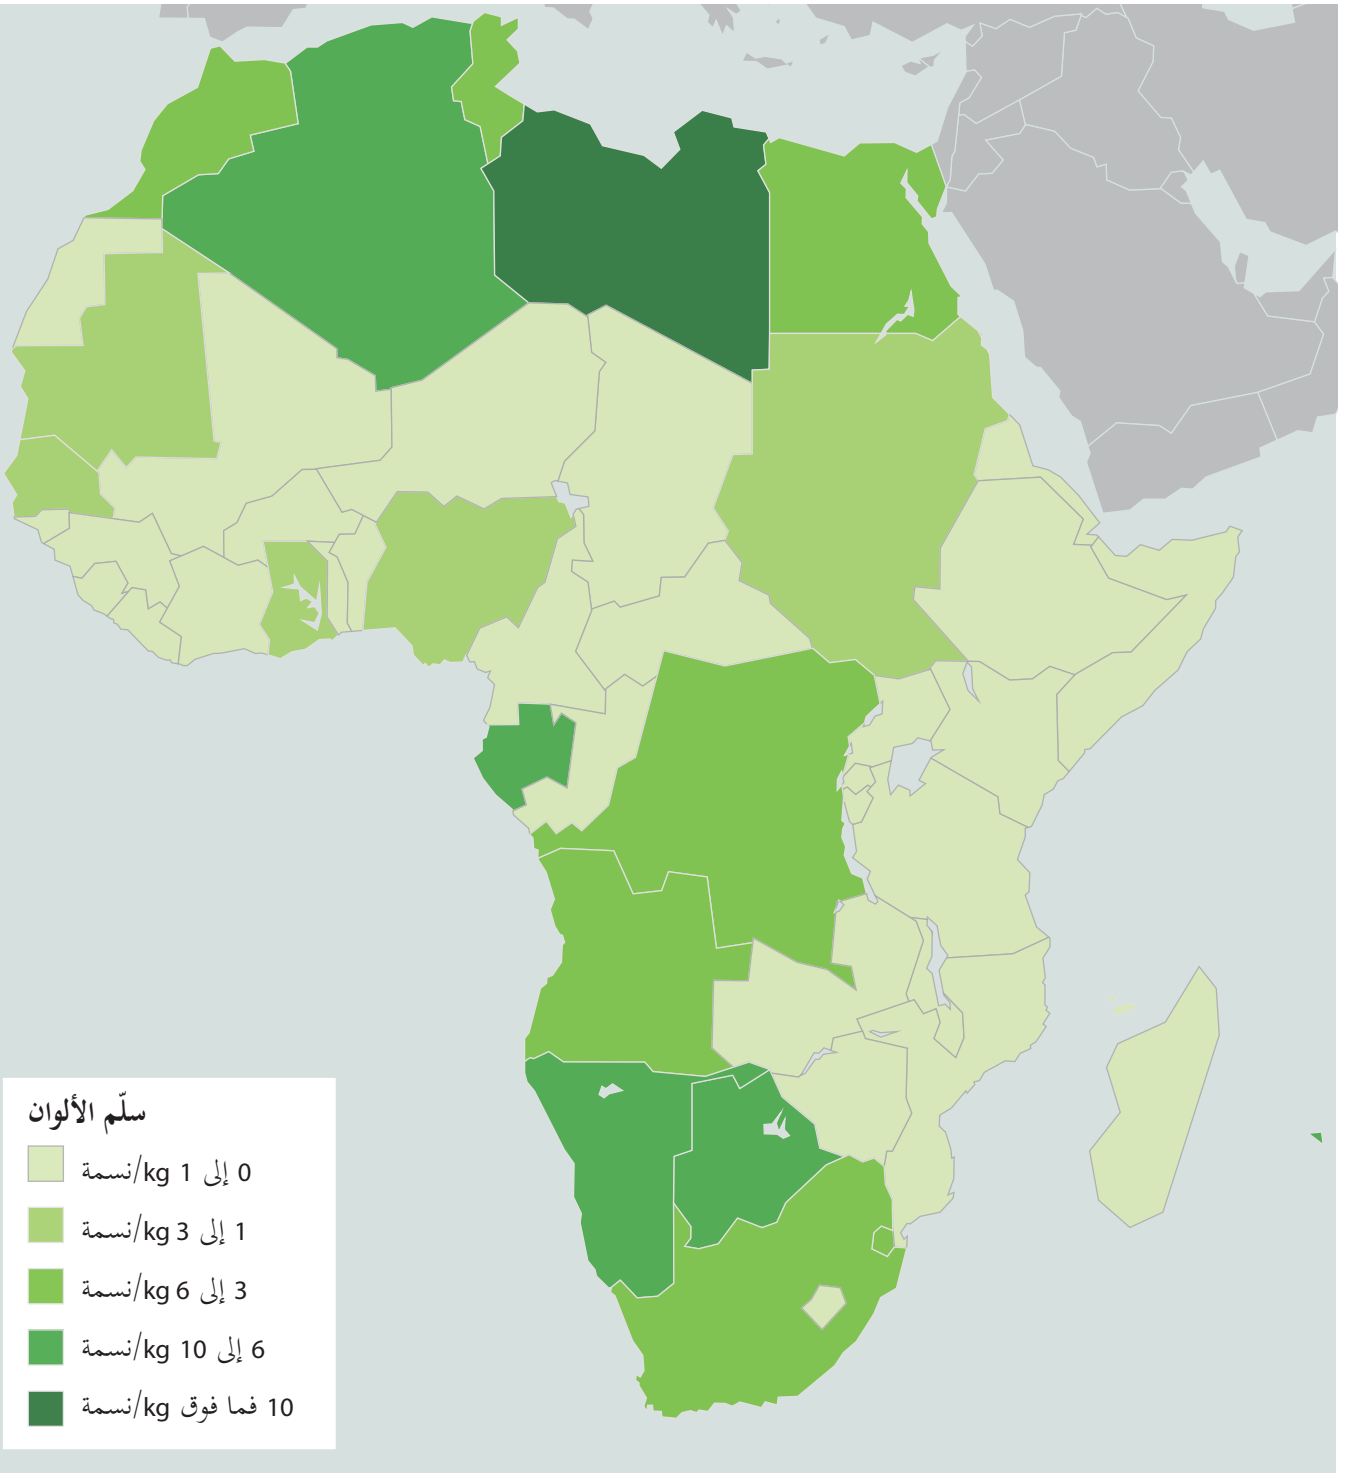 سلّم الألوان
0 إلى 1 kg/نسمة
1 إلى 3 kg/نسمة
3 إلى 6 kg/نسمة
6 إلى 10 kg/نسمة
10 فما فوق kg/نسمة